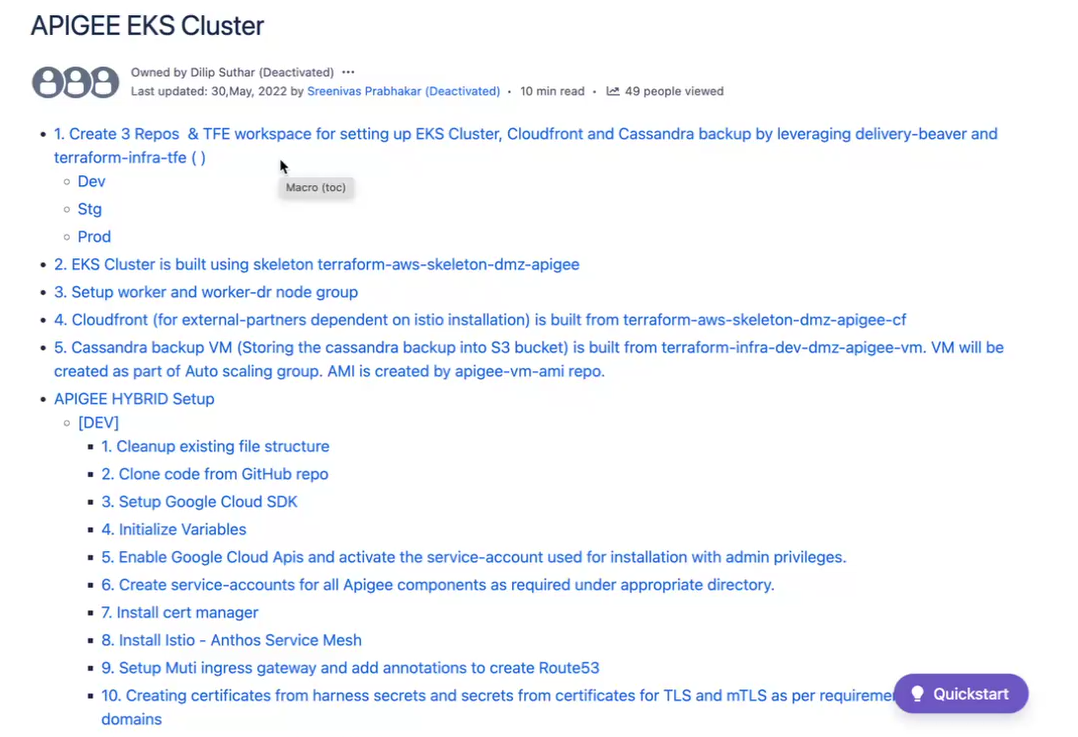 APIGEE EKS Cluster
Owned by Dilip Suthar (Deactivated) •••
Last updated: 30,May, 2022 by Sreenivas Prabhakar (Deactivated) • 10 min read • 49 people viewed
• 1. Create 3 Repos & TFE workspace for setting up EKS Cluster, Cloudfront and Cassandra backup by leveraging delivery-beaver and
terraform-infra-tfe ( )
Macro (toc)
◦ Dev
◦ Stg
◦ Prod
• 2. EKS Cluster is built using skeleton terraform-aws-skeleton-dmz-apigee
• 3. Setup worker and worker-dr node group
• 4. Cloudfront (for external-partners dependent on istio installation) is built from terraform-aws-skeleton-dmz-apigee-cf
• 5. Cassandra backup VM (Storing the cassandra backup into S3 bucket) is built from terraform-infra-dev-dmz-apigee-vm. VM will be
created as part of Auto scaling group. AMI is created by apigee-vm-ami repo.
• APIGEE HYBRID Setup
◦ [DEV]
▪ 1. Cleanup existing file structure
▪ 2. Clone code from GitHub repo
▪ 3. Setup Google Cloud SDK
▪ 4. Initialize Variables
▪ 5. Enable Google Cloud Apis and activate the service-account used for installation with admin privileges.
▪ 6. Create service-accounts for all Apigee components as required under appropriate directory.
▪ 7. Install cert manager
▪ 8. Install Istio - Anthos Service Mesh
▪ 9. Setup Muti ingress gateway and add annotations to create Route53
▪ 10. Creating certificates from harness secrets and secrets from certificates for TLS and mTLS as per
domains
Quickstart